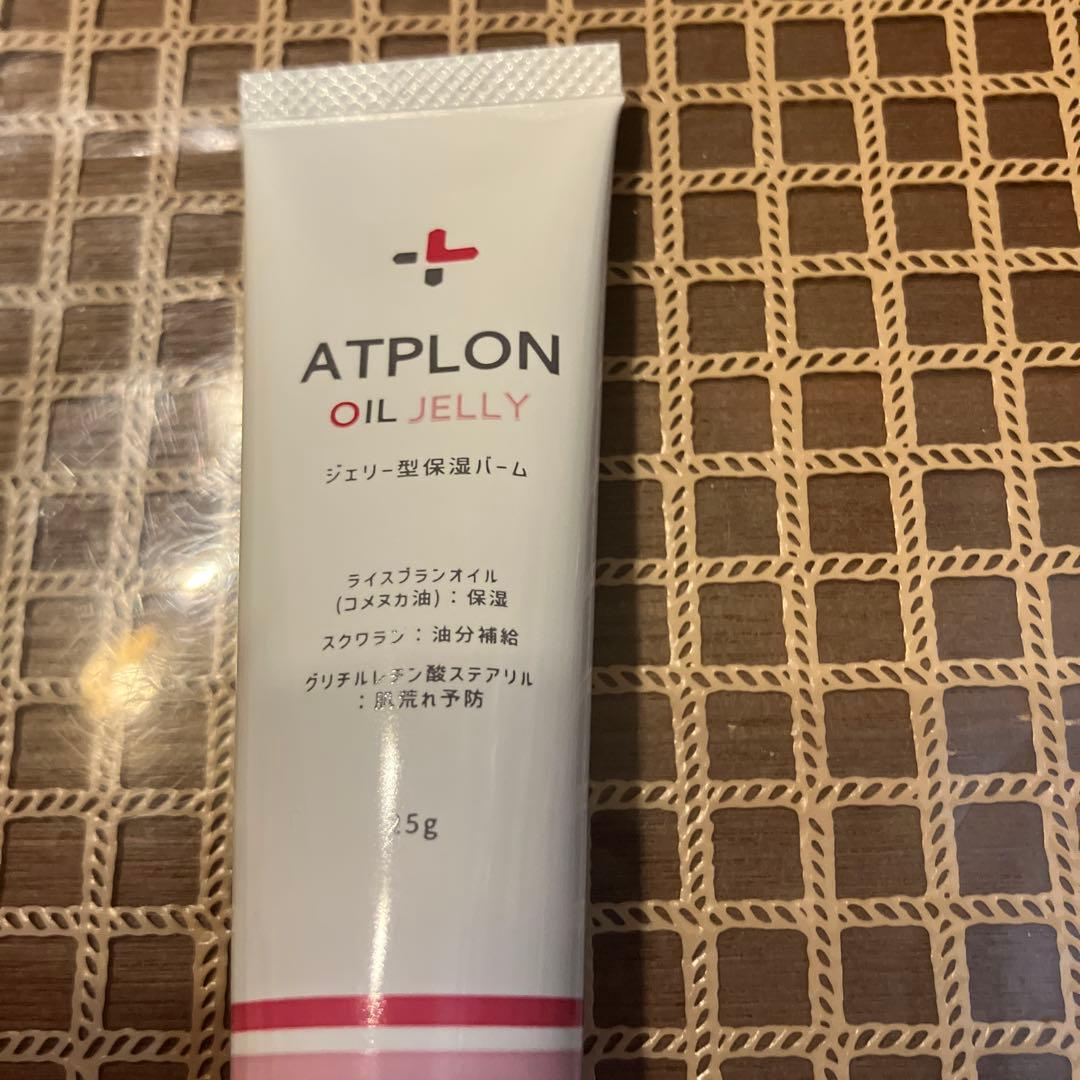 ATPLON
OIL JELLY
ジェリー型保湿バーム
ライスブランオイル
(コメヌカ油)：保湿
スクワラン：油分補給
グリチルレチン酸ステアリル
：肌荒れ予防
25g